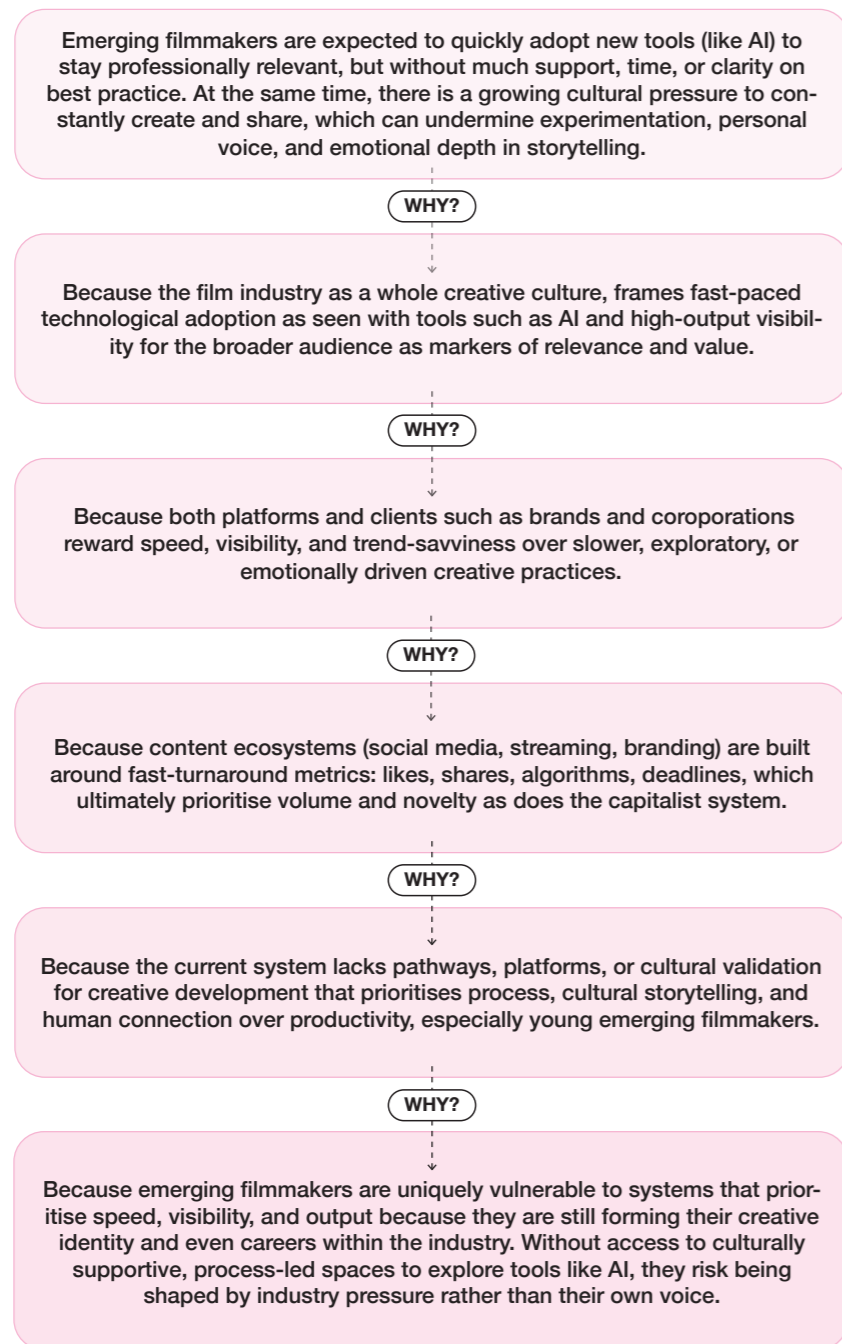 Emerging filmmakers are expected to quickly adopt new tools (like AI) to
stay professionally relevant, but without much support, time, or clarity on
best practice. At the same time, there is a growing cultural pressure to con-
stantly create and share, which can undermine experimentation, personal
voice, and emotional depth in storytelling.
WHY?
Because the film industry as a whole creative culture, frames fast-paced
technological adoption as seen with tools such as AI and high-output visibil-
ity for the broader audience as markers of relevance and value.
WHY?
Because both platforms and clients such as brands and coroporations
reward speed, visibility, and trend-savviness over slower, exploratory, or
emotionally driven creative practices.
WHY?
Because content ecosystems (social media, streaming, branding) are built
around fast-turnaround metrics: likes, shares, algorithms, deadlines, which
ultimately prioritise volume and novelty as does the capitalist system.
WHY?
Because the current system lacks pathways, platforms, or cultural validation
for creative development that prioritises process, cultural storytelling, and
human connection over productivity, especially young emerging filmmakers.
WHY?
Because emerging filmmakers are uniquely vulnerable to systems that prior-
itise speed, visibility, and output because they are still forming their creative
identity and even careers within the industry. Without access to culturally
supportive, process-led spaces to explore tools like AI, they risk being
shaped by industry pressure rather than their own voice.